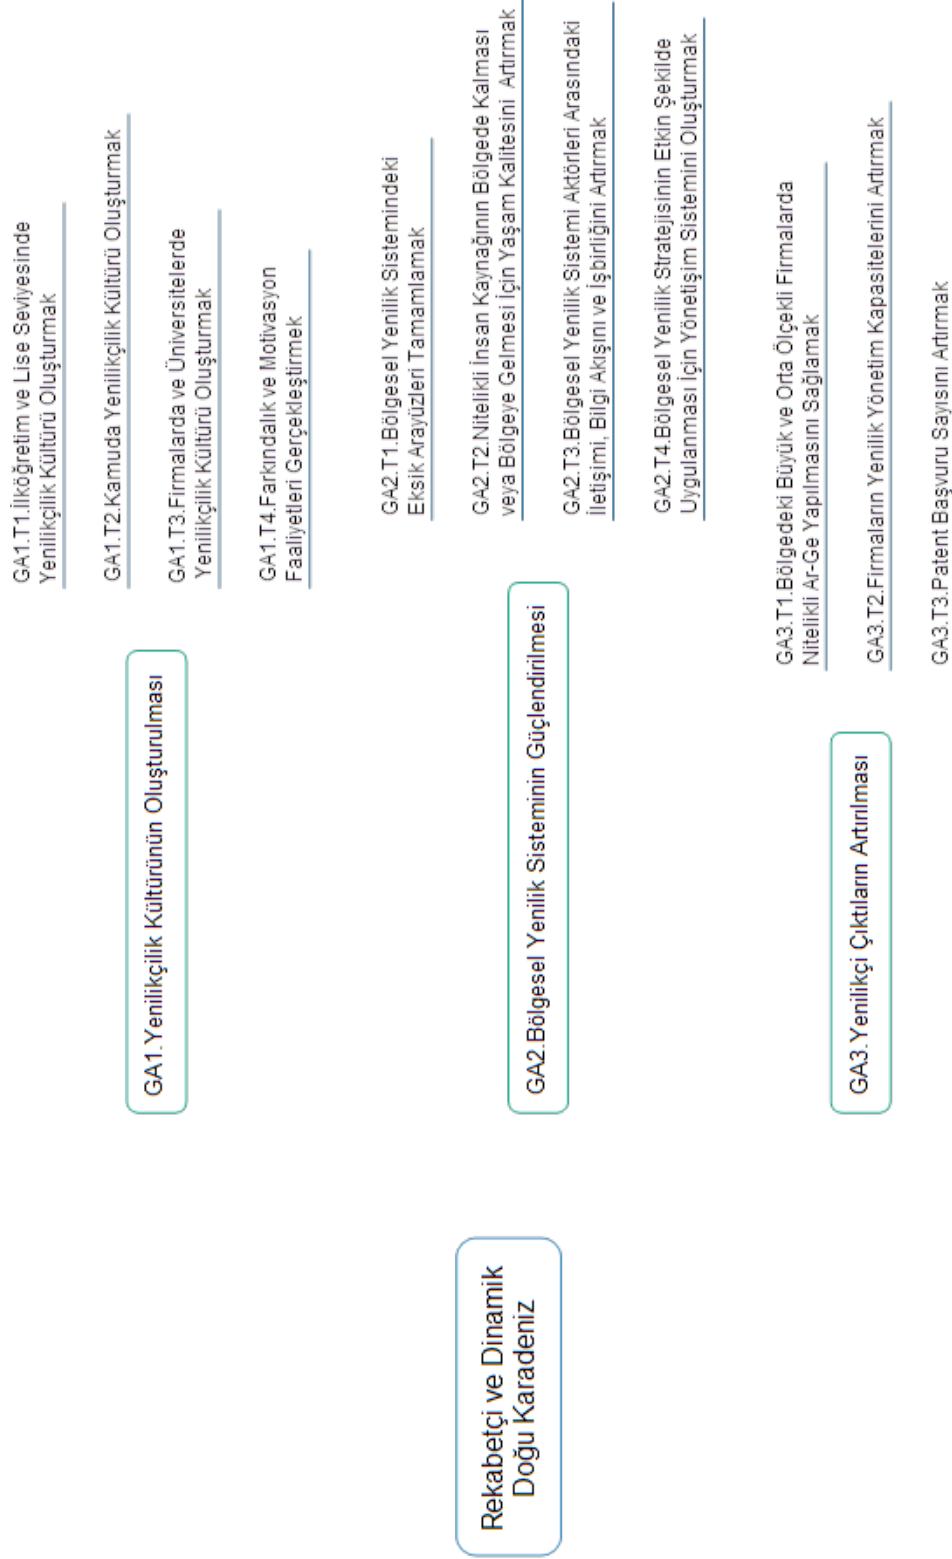 Rekabetçi ve Dinamik
Doğu Karadeniz
GA1.Yenilikçilik Kültürünün Oluşturulması
GA1.T1.İlköğretim ve Lise Seviyesinde
Yenilikçilik Kültürü Oluşturmak
GA1.T2.Kamuda Yenilikçilik Kültürü Oluşturmak
GA1.T3.Firmalarda ve Üniversitelerde
Yenilikçilik Kültürü Oluşturmak
GA1.T4.Farkındalık ve Motivasyon
Faaliyetleri Gerçekleştirmek
GA2.Bölgesel Yenilik Sisteminin Güçlendirilmesi
GA2.T1.Bölgesel Yenilik Sistemindeki
Eksik Arayüzleri Tamamlamak
GA2.T2.Nitelikli İnsan Kaynağının Bölgede Kalması
veya Bölgeye Gelmesi İçin Yaşam Kalitesini Artırmak
GA2.T3.Bölgesel Yenilik Sistemi Aktörleri Arasındaki
İletişimi, Bilgi Akışını ve İşbirliğini Artırmak
GA2.T4.Bölgesel Yenilik Stratejisinin Etkin Şekilde
Uygulanması İçin Yönetişim Sistemini Oluşturmak
GA3.Yenilikçi Çıktıların Artırılması
GA3.T1.Bölgedeki Büyük ve Orta Ölçekli Firmalarda
Nitelikli Ar-Ge Yapılmasını Sağlamak
GA3.T2.Firmaların Yenilik Yönetim Kapasitelerini Artırmak
GA3.T3.Patent Başvuru Sayısını Artırmak